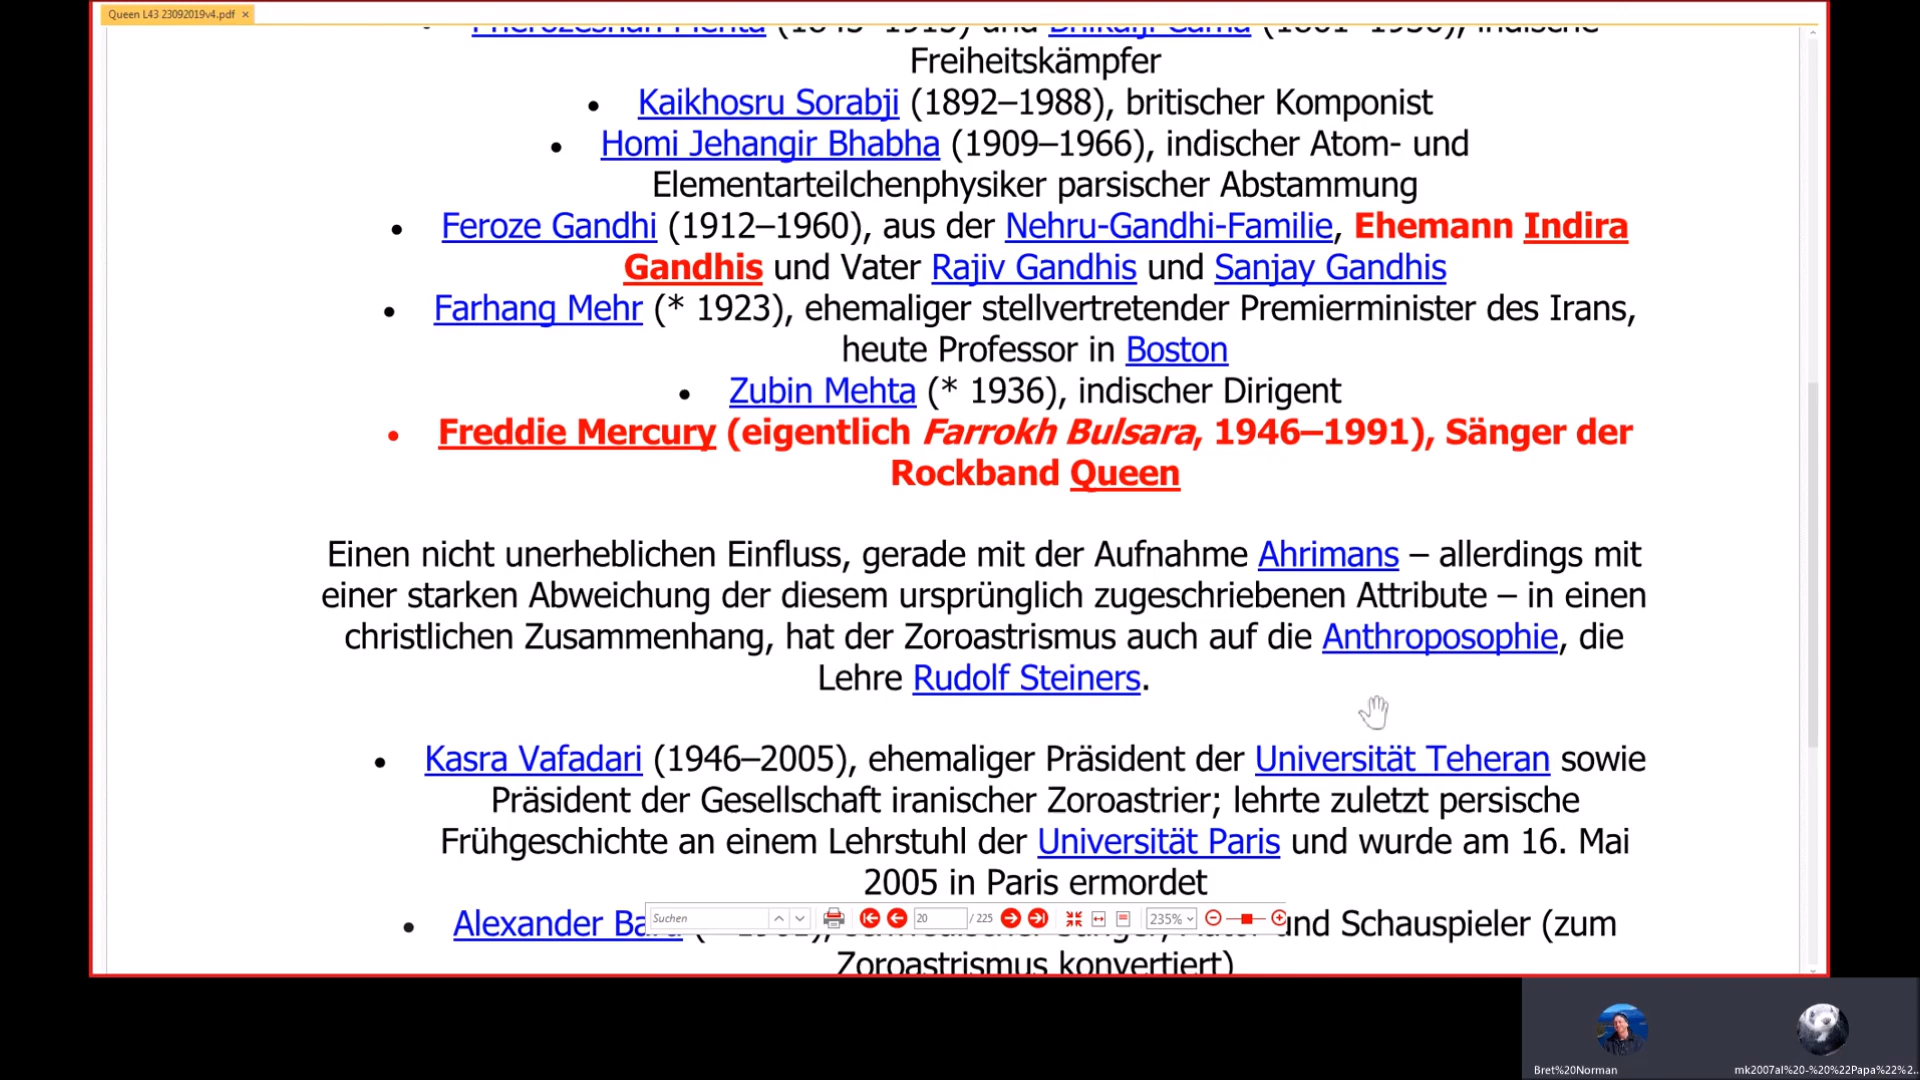 Queen L43 23092019v4.pdf ×
• Pherozeshah Mehta (1845–1915) und Bhikaiji Cama (1861–1936), indische
Freiheitskämpfer
• Kaikhosru Sorabji (1892–1988), britischer Komponist
• Homi Jehangir Bhabha (1909–1966), indischer Atom- und
Elementarteilchenphysiker parsischer Abstammung
• Feroze Gandhi (1912–1960), aus der Nehru-Gandhi-Familie, Ehemann Indira
Gandhis und Vater Rajiv Gandhis und Sanjay Gandhis
• Farhang Mehr (* 1923), ehemaliger stellvertretender Premierminister des Irans,
heute Professor in Boston
• Zubin Mehta (* 1936), indischer Dirigent
• Freddie Mercury (eigentlich Farrokh Bulsara, 1946–1991), Sänger der
Rockband Queen
Einen nicht unerheblichen Einfluss, gerade mit der Aufnahme Ahrimans – allerdings mit
einer starken Abweichung der diesem ursprünglich zugeschriebenen Attribute – in einen
christlichen Zusammenhang, hat der Zoroastrismus auch auf die Anthroposophie, die
Lehre Rudolf Steiners.
• Kasra Vafadari (1946–2005), ehemaliger Präsident der Universität Teheran sowie
Präsident der Gesellschaft iranischer Zoroastrier; lehrte zuletzt persische
Frühgeschichte an einem Lehrstuhl der Universität Paris und wurde am 16. Mai
2005 in Paris ermordet
• Alexander und Schauspieler (zum
Zoroastrismus konvertiert)
Suchen 20 / 225 235%
Bret%20Norman
mk2007al%20-%20%22Papa%22%2...